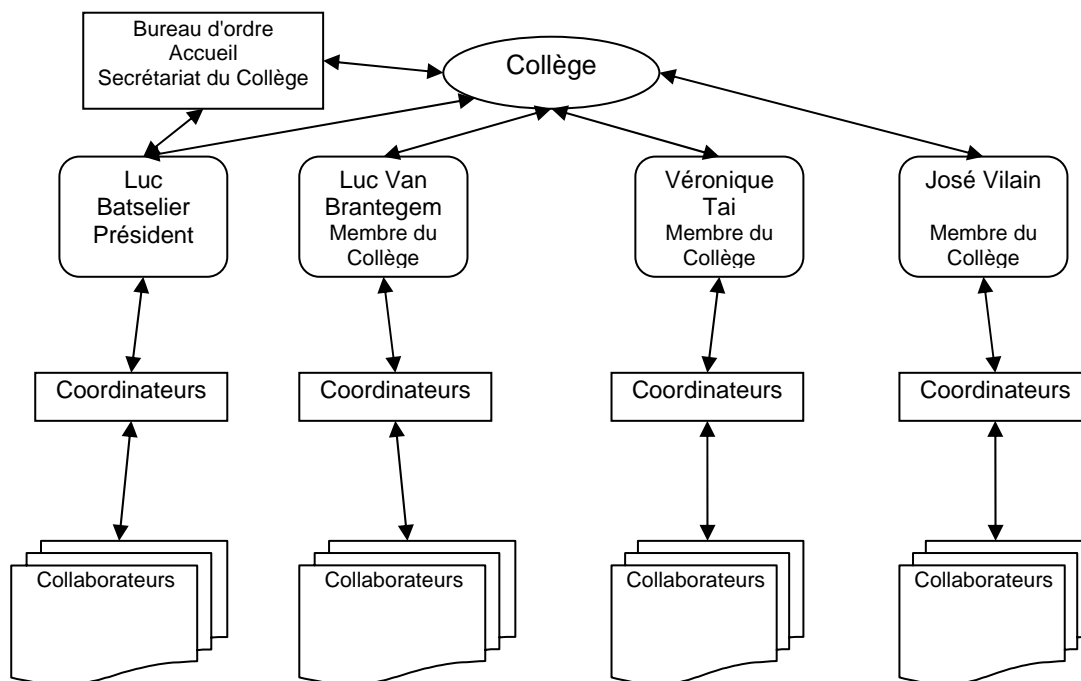 Bureau d'ordre
Accueil
Secrétariat du Collège
Collège
Luc
Batselier
Président
Luc Van
Brantegem
Membre du
Collège
Véronique
Tai
Membre du
Collège
José Vilain
Membre du
Collège
Coordinateurs
Coordinateurs
Coordinateurs
Coordinateurs
Collaborateurs
Collaborateurs
Collaborateurs
Collaborateurs